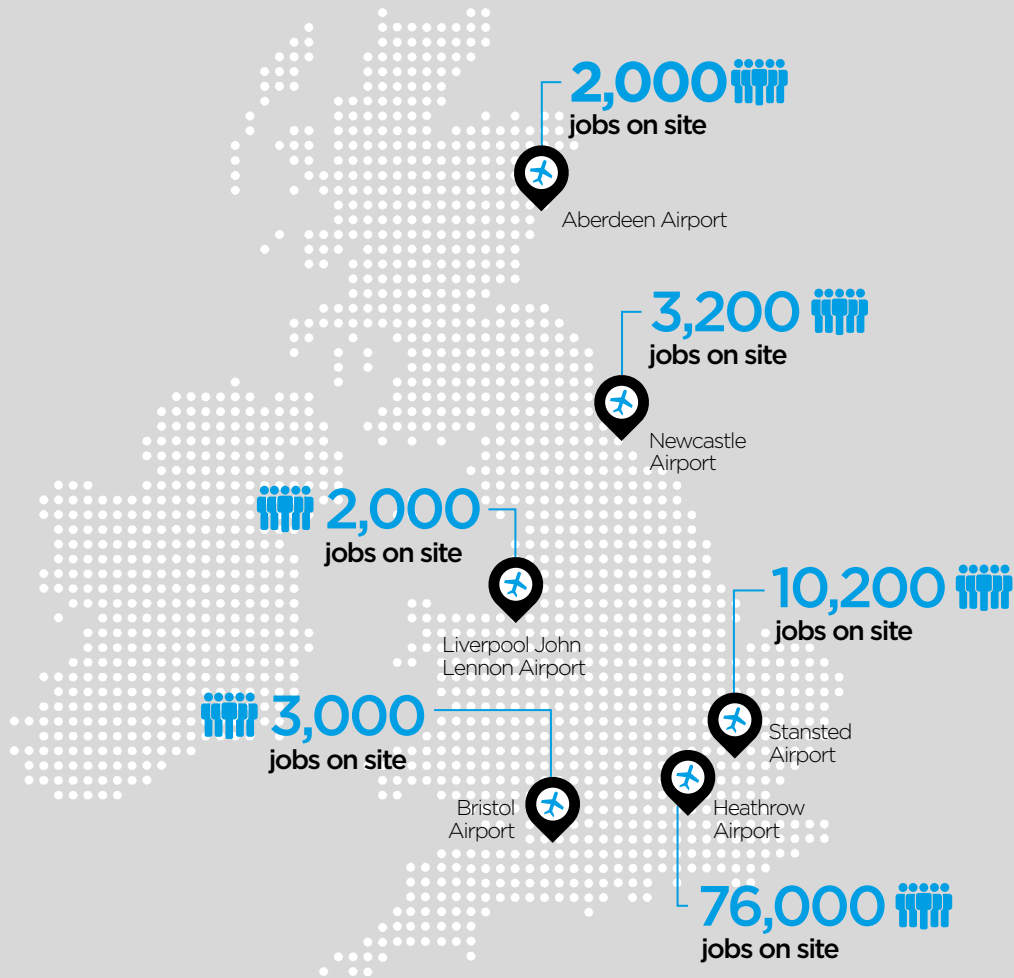 2,000
jobs on site
Aberdeen Airport
3,200
jobs on site
Newcastle
Airport
2,000
jobs on site
Liverpool John
Lennon Airport
10,200
jobs on site
Stansted
Airport
3,000
jobs on site
Bristol
Airport
Heathrow
Airport
76,000
jobs on site